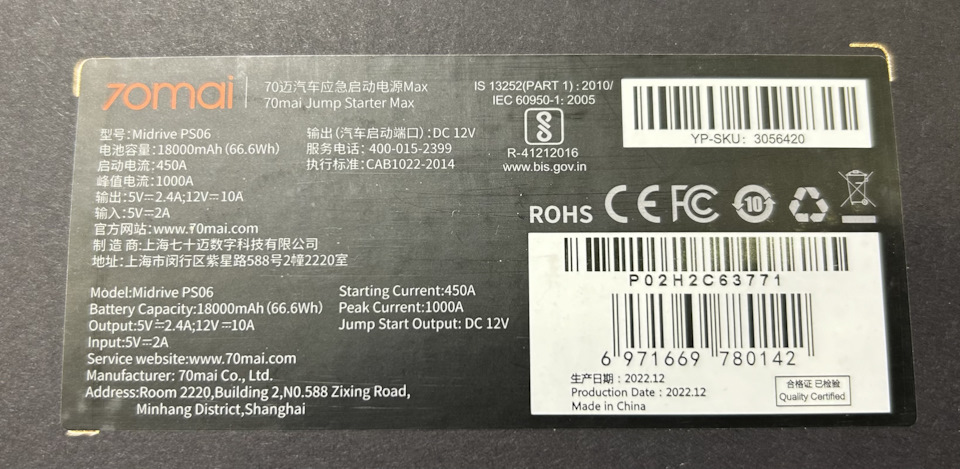 70mai
70迈汽车应急启动电源Max
70mai Jump Starter Max
型号:Midrive PS06
电池容量:18000mAh (66.6Wh)
启动电流:450A
峰值电流:1000A
输出:5V⎓2.4A;12V⎓10A
输入:5V⎓2A
官方网站:www.70mai.com
制 造 商:上海七十迈数字科技有限公司
地址:上海市闵行区紫星路588号2幢2220室
输出 (汽车启动端口) : DC 12V
服务电话: 400-015-2399
执行标准:CAB1022-2014
IS 13252(PART 1) : 2010/
IEC 60950-1: 2005
R-41212016
www.bis.gov.in
YP-SKU: 3056420
ROHS CE FC 10
Model:Midrive PS06
Battery Capacity:18000mAh (66.6Wh)
Output:5V⎓2.4A;12V⎓10A
Input:5V⎓2A
Service website:www.70mai.com
Manufacturer: 70mai Co., Ltd.
Address:Room 2220,Building 2,N0.588 Zixing Road,
Minhang District,Shanghai
Starting Current:450A
Peak Current:1000A
Jump Start Output: DC 12V
P02H2C63771
6 971669 780142
生产日期 : 2022.12
Production Date : 2022.12
Made in China
合格证 已检验
Quality Certified